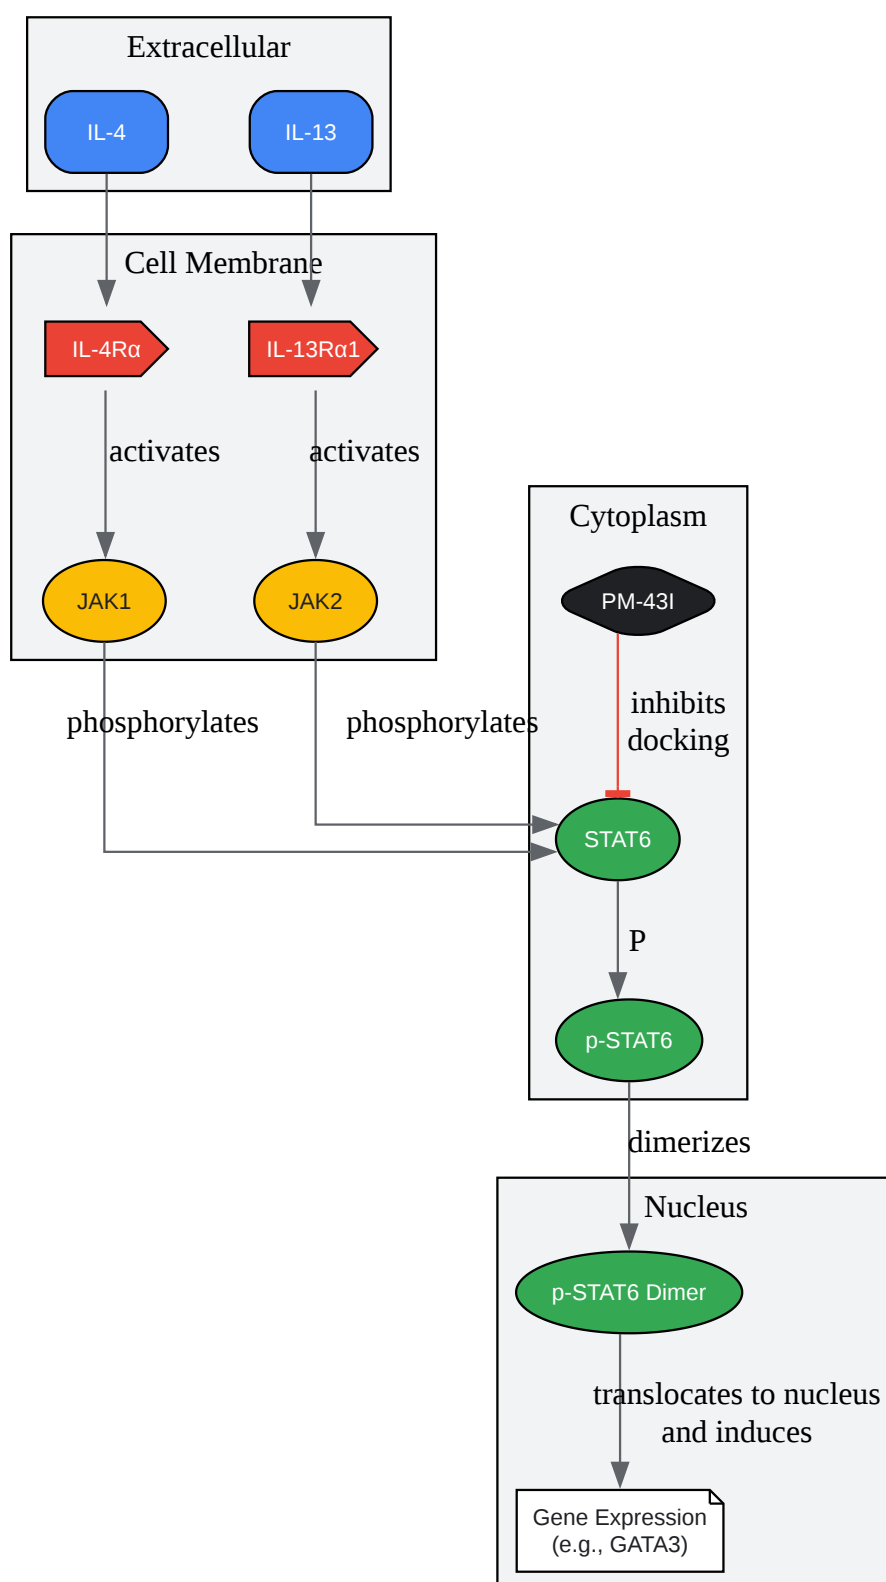 Extracellular
IL-4
IL-13
Cell Membrane
IL-4Rα
IL-13Rα1
activates
activates
Cytoplasm
JAK1
JAK2
PM-43I
phosphorylates
phosphorylates
inhibits
docking
STAT6
P
p-STAT6
dimerizes
Nucleus
p-STAT6 Dimer
translocates to nucleus
and induces
Gene Expression
(e.g., GATA3)